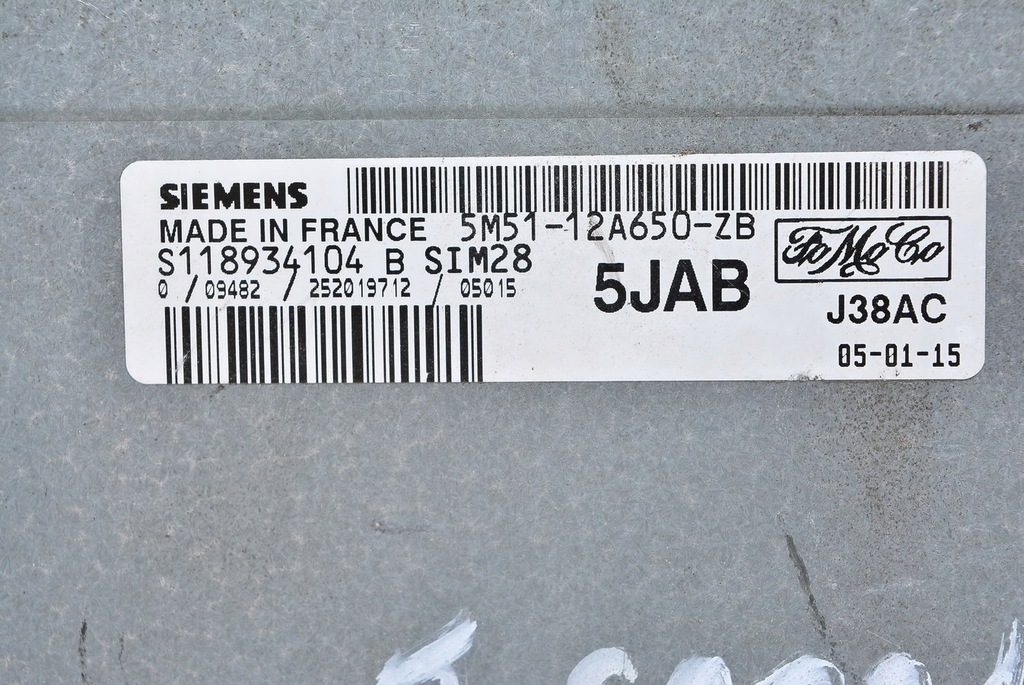 SIEMENS
MADE IN FRANCE 5M51-12A650-ZB
S118934104 B SIM28
0 / 09482 / 252019712 / 05015
5JAB
FoMoCo
J38AC
05-01-15